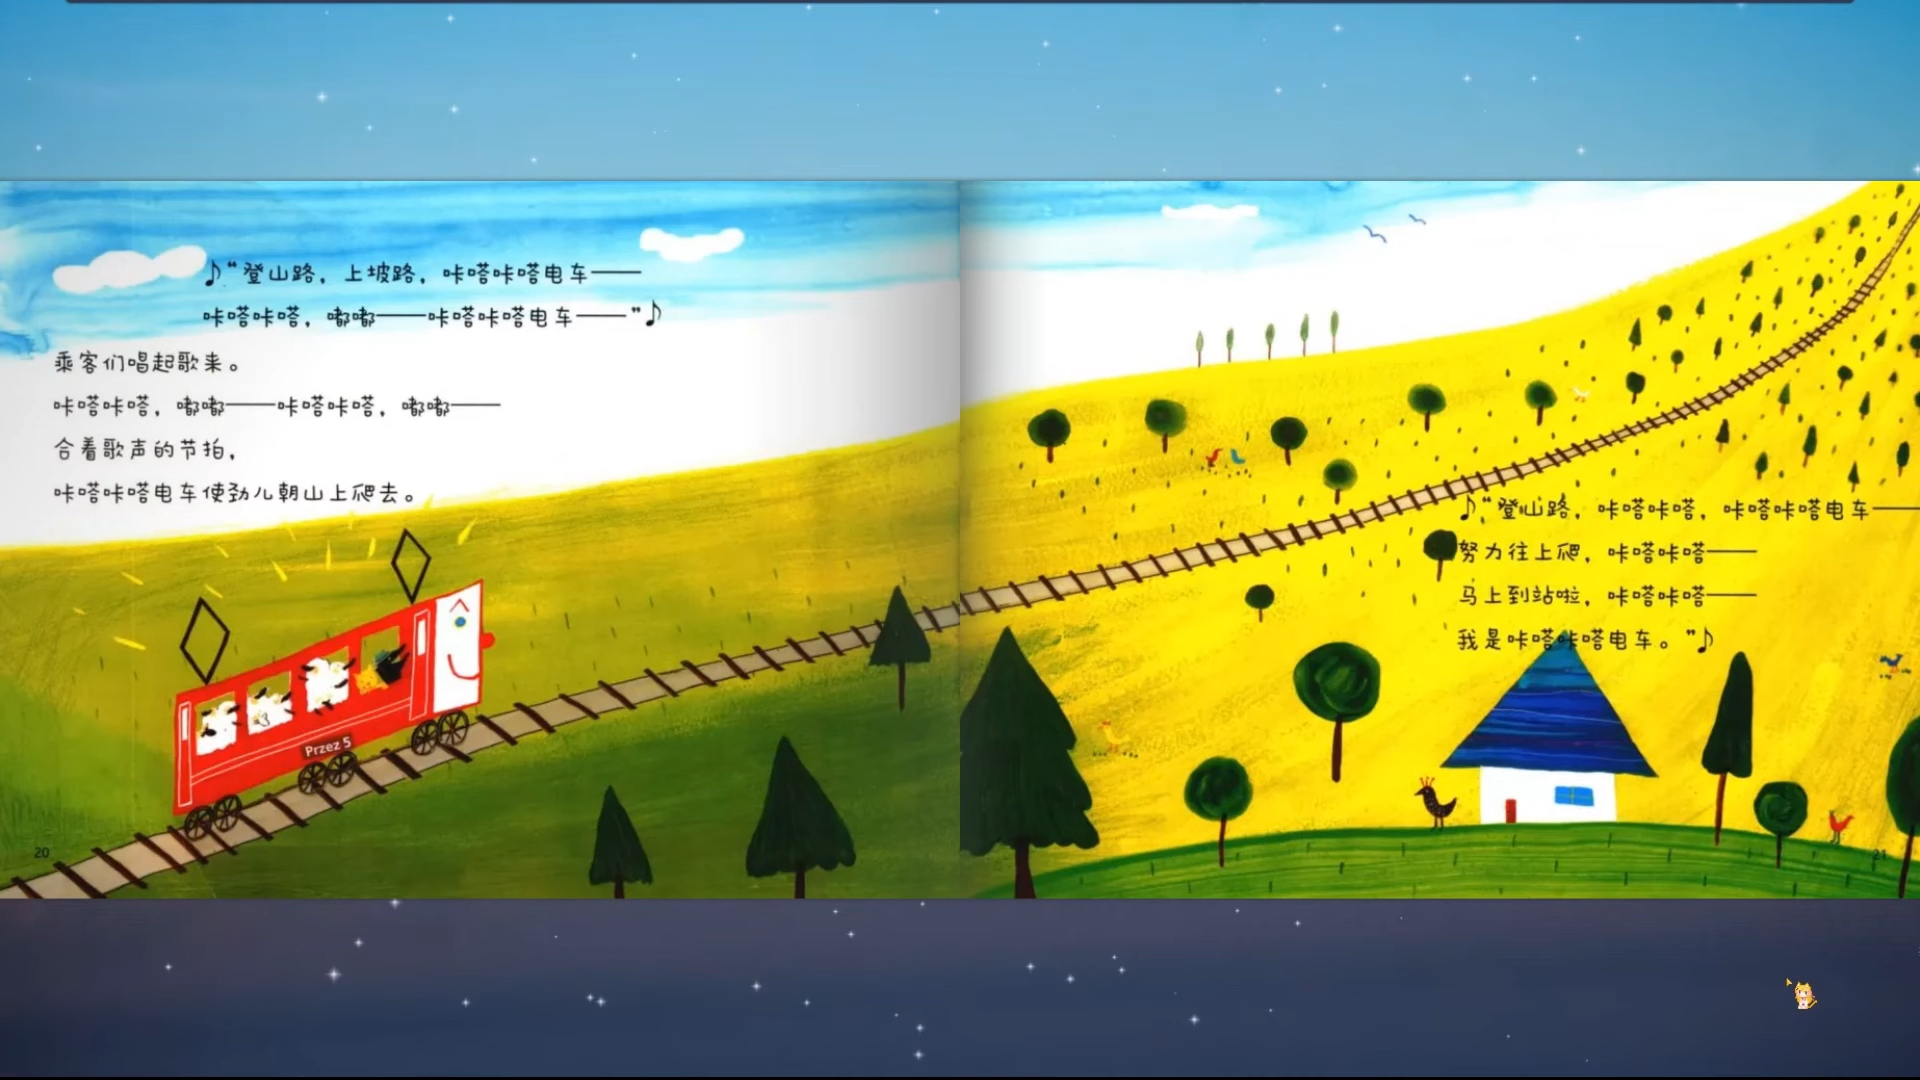 ♪“登山路，上坡路，咔嗒咔嗒电车——
咔嗒咔嗒，嘟嘟——咔嗒咔嗒电车——”♪
乘客们唱起歌来。
咔嗒咔嗒，嘟嘟——咔嗒咔嗒，嘟嘟——
合着歌声的节拍，
咔嗒咔嗒电车使劲儿朝山上爬去。
Przez 5
20
♪“登山路，咔嗒咔嗒，咔嗒咔嗒电车——
努力往上爬，咔嗒咔嗒——
马上到站啦，咔嗒咔嗒——
我是咔嗒咔嗒电车。”♪
21